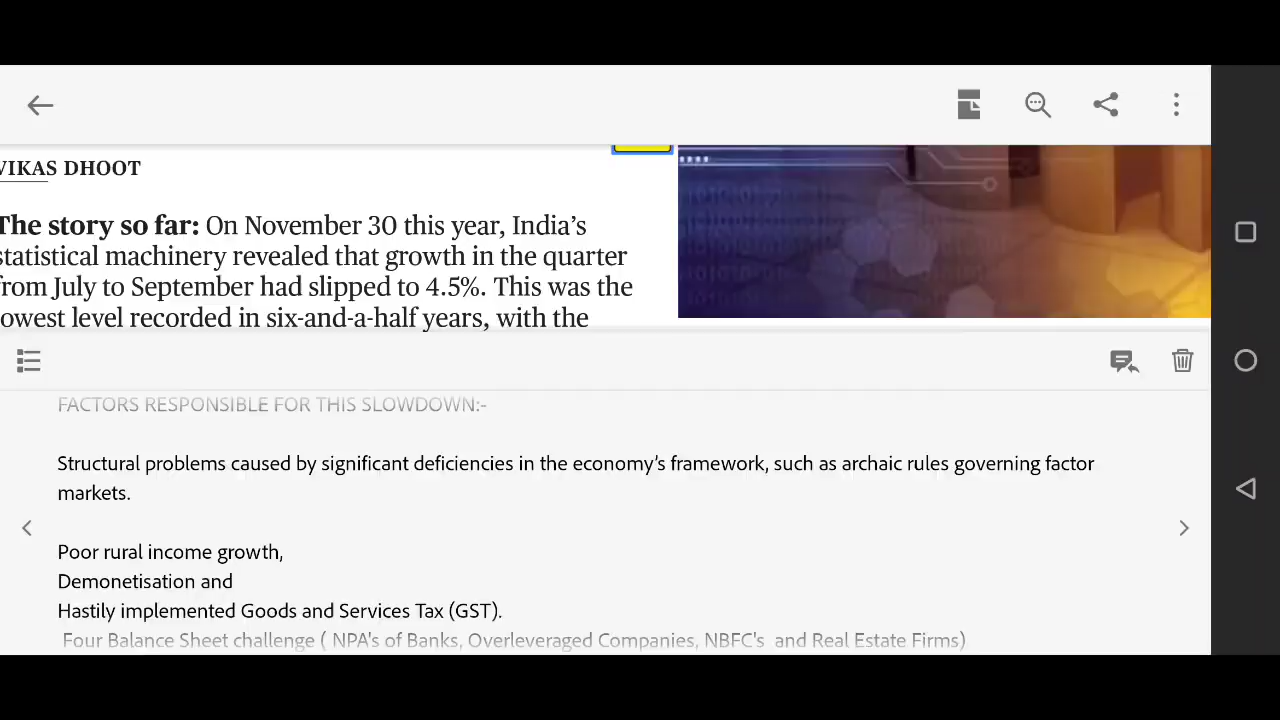 VIKAS DHOOT
The story so far: On November 30 this year, India's
statistical machinery revealed that growth in the quarter
from July to September had slipped to 4.5%. This was the
lowest level recorded in six-and-a-half years, with the
FACTORS RESPONSIBLE FOR THIS SLOWDOWN:-
Structural problems caused by significant deficiencies in the economy's framework, such as archaic rules governing factor
markets.
Poor rural income growth,
Demonetisation and
Hastily implemented Goods and Services Tax (GST).
Four Balance Sheet challenge ( NPA's of Banks, Overleveraged Companies, NBFC's and Real Estate Firms)